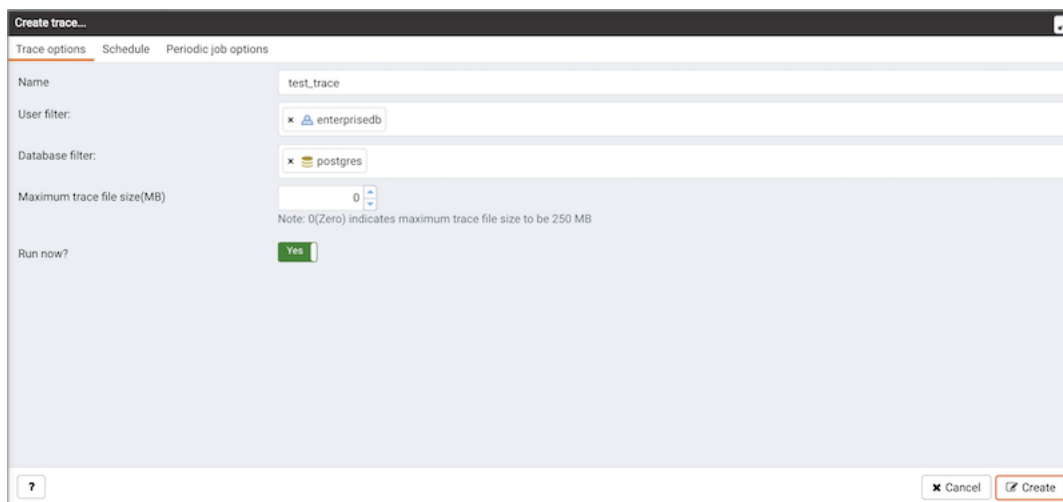 Create trace...
Trace options Schedule Periodic job options
Name test_trace
User filter: × enterprisedb
Database filter: × postgres
Maximum trace file size(MB) 0
Note: 0(Zero) indicates maximum trace file size to be 250 MB
Run now? Yes
? × Cancel Create